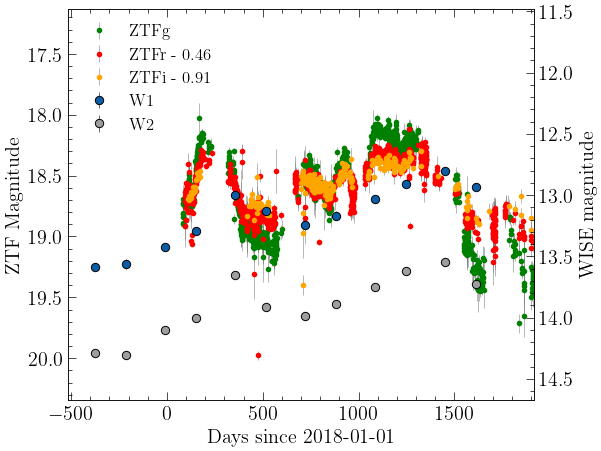 ZTFg
ZTFr - 0.46
ZTFi - 0.91
W1
W2
17.5
18.0
18.5
19.0
19.5
20.0
ZTF Magnitude
11.5
12.0
12.5
13.0
13.5
14.0
14.5
WISE magnitude
−500
0
500
1000
1500
Days since 2018-01-01